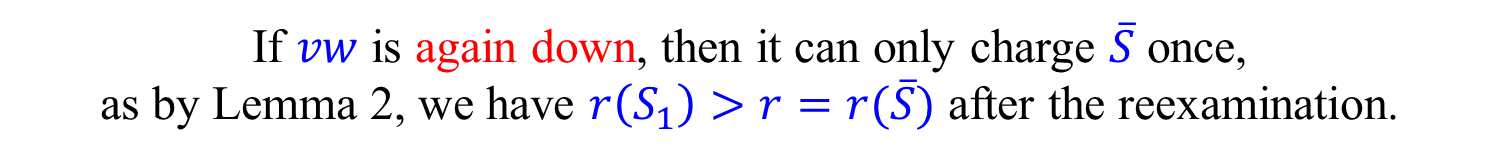 If 𝑣𝑤 is again down, then it can only charge 𝑆̅ once,
as by Lemma 2, we have 𝑟(𝑆₁) > 𝑟 = 𝑟(𝑆̅) after the reexamination.